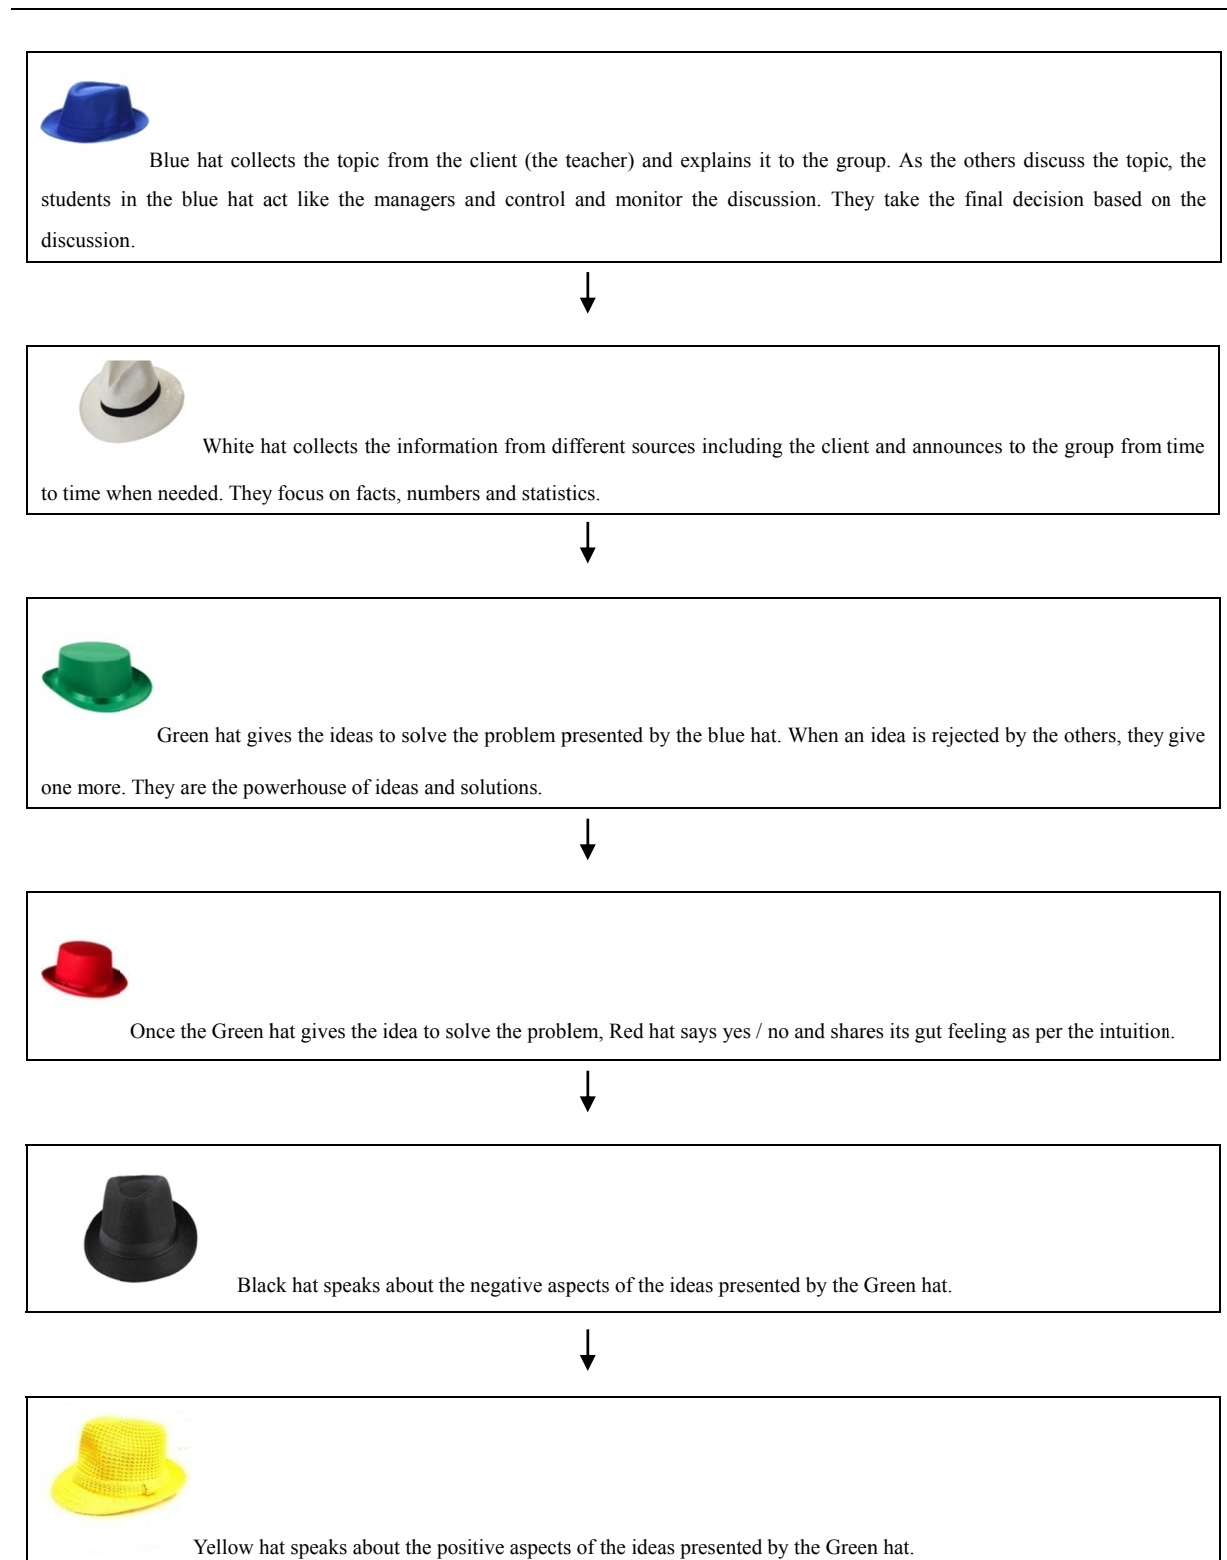 Blue hat collects the topic from the client (the teacher) and explains it to the group. As the others discuss the topic, the
students in the blue hat act like the managers and control and monitor the discussion. They take the final decision based on the
discussion.
White hat collects the information from different sources including the client and announces to the group from time
to time when needed. They focus on facts, numbers and statistics.
Green hat gives the ideas to solve the problem presented by the blue hat. When an idea is rejected by the others, they give
one more. They are the powerhouse of ideas and solutions.
Once the Green hat gives the idea to solve the problem, Red hat says yes / no and shares its gut feeling as per the intuition.
Black hat speaks about the negative aspects of the ideas presented by the Green hat.
Yellow hat speaks about the positive aspects of the ideas presented by the Green hat.